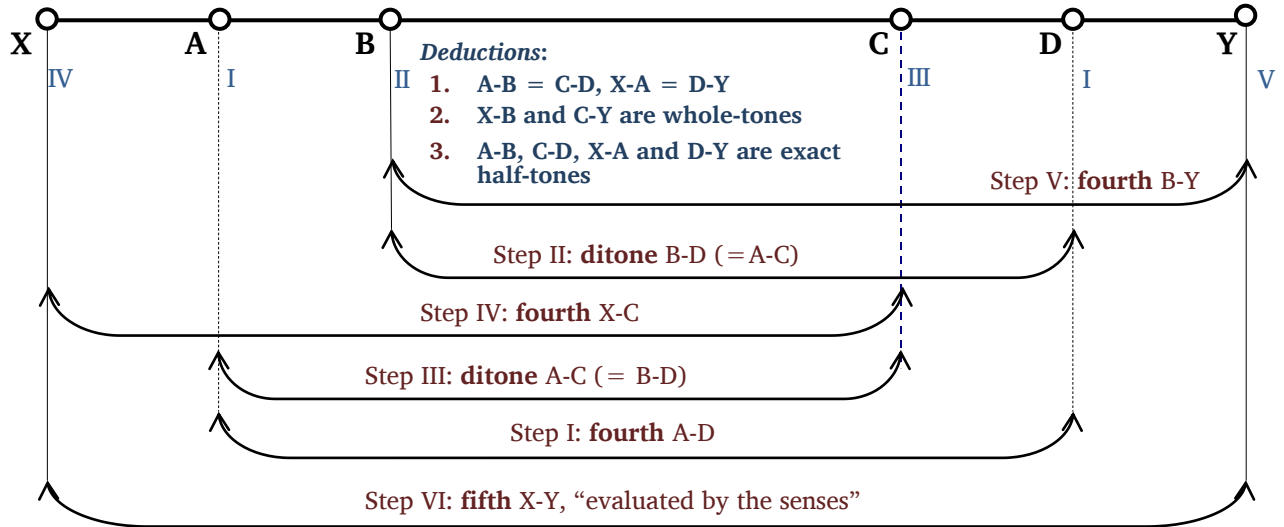 X A B C D Y
IV I II III I V
Deductions:
1. A-B = C-D, X-A = D-Y
2. X-B and C-Y are whole-tones
3. A-B, C-D, X-A and D-Y are exact
half-tones
Step V: fourth B-Y
Step II: ditone B-D (=A-C)
Step IV: fourth X-C
Step III: ditone A-C (= B-D)
Step I: fourth A-D
Step VI: fifth X-Y, “evaluated by the senses”